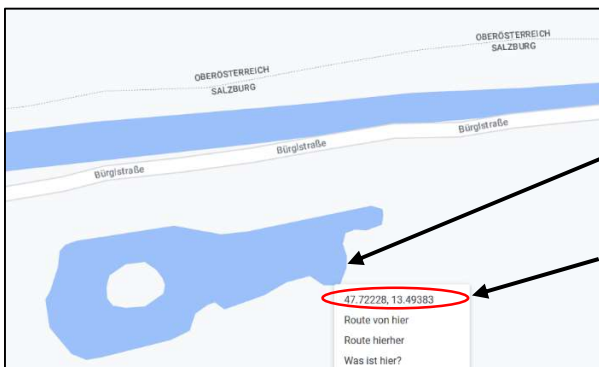 OBERÖSTERREICH
SALZBURG
OBERÖSTERREICH
SALZBURG
Bürglstraße
Bürglstraße
Bürglstraße
47.72228, 13.49383
Route von hier
Route hierher
Was ist hier?